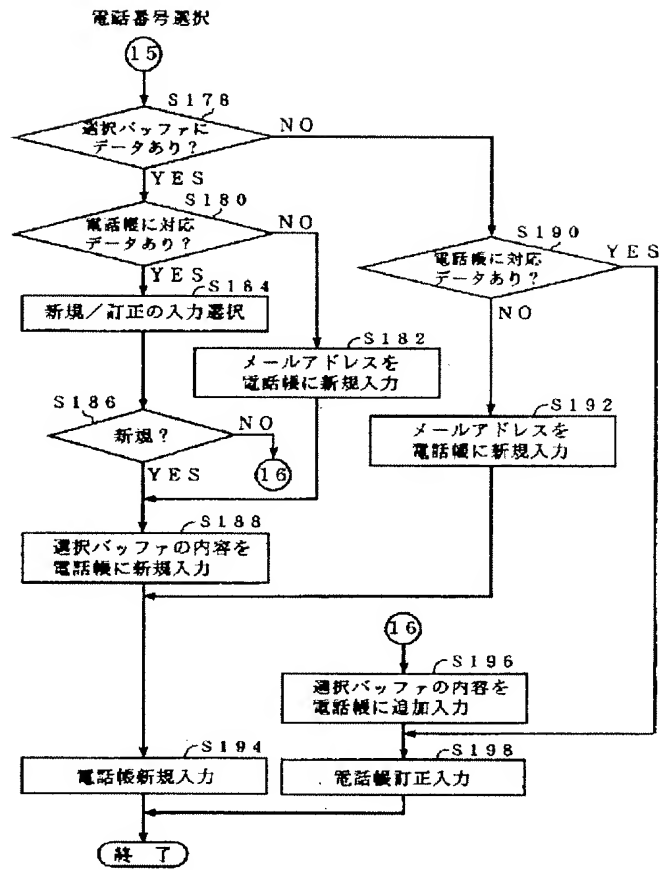 電話番号選択
15
S178
選択バッファに
データあり?
NO
YES
S180
電話帳に対応
データあり?
NO
YES
S190
電話帳に対応
データあり?
YES
NO
S184
新規/訂正の入力選択
S182
メールアドレスを
電話帳に新規入力
S186
新規?
NO
16
YES
S192
メールアドレスを
電話帳に新規入力
S188
選択バッファの内容を
電話帳に新規入力
16
S196
選択バッファの内容を
電話帳に追加入力
S194
電話帳新規入力
S198
電話帳訂正入力
終 了